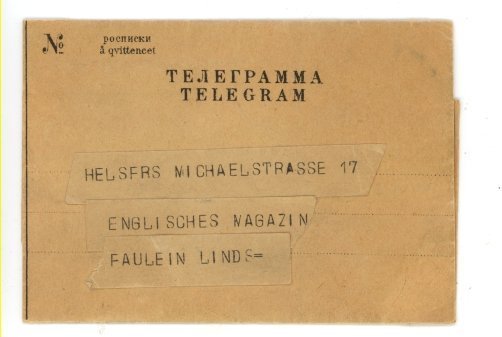 № росписки
å qvittencet
ТЕЛЕГРАММА
TELEGRAM
HELSFRS MICHAELSTRASSE 17
ENGLISCHES MAGAZIN
FAULEIN LINDS=